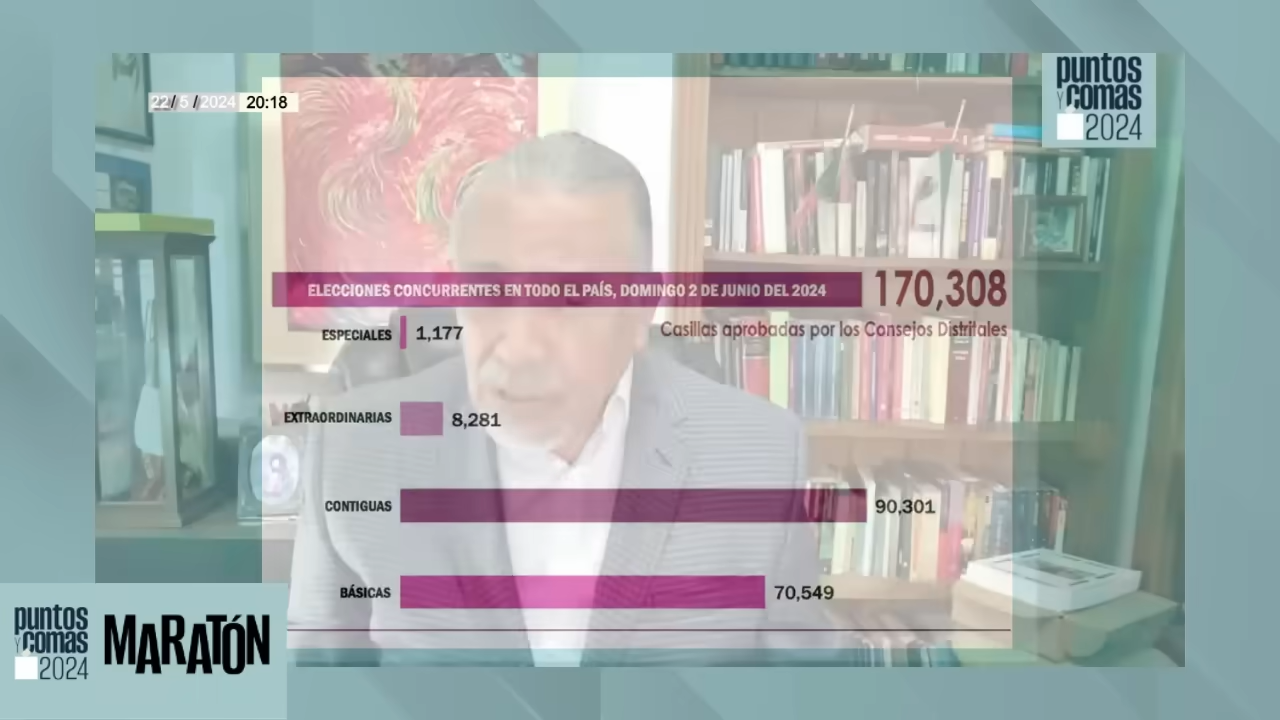 22/ 5 /2024 20:18
puntos
y comas
2024
ELECCIONES CONCURRENTES EN TODO EL PAÍS, DOMINGO 2 DE JUNIO DEL 2024
170,308
Casillas aprobadas por los Consejos Distritales
ESPECIALES 1,177
EXTRAORDINARIAS 8,281
CONTIGUAS 90,301
BÁSICAS 70,549
puntos
y comas
2024
MARATÓN